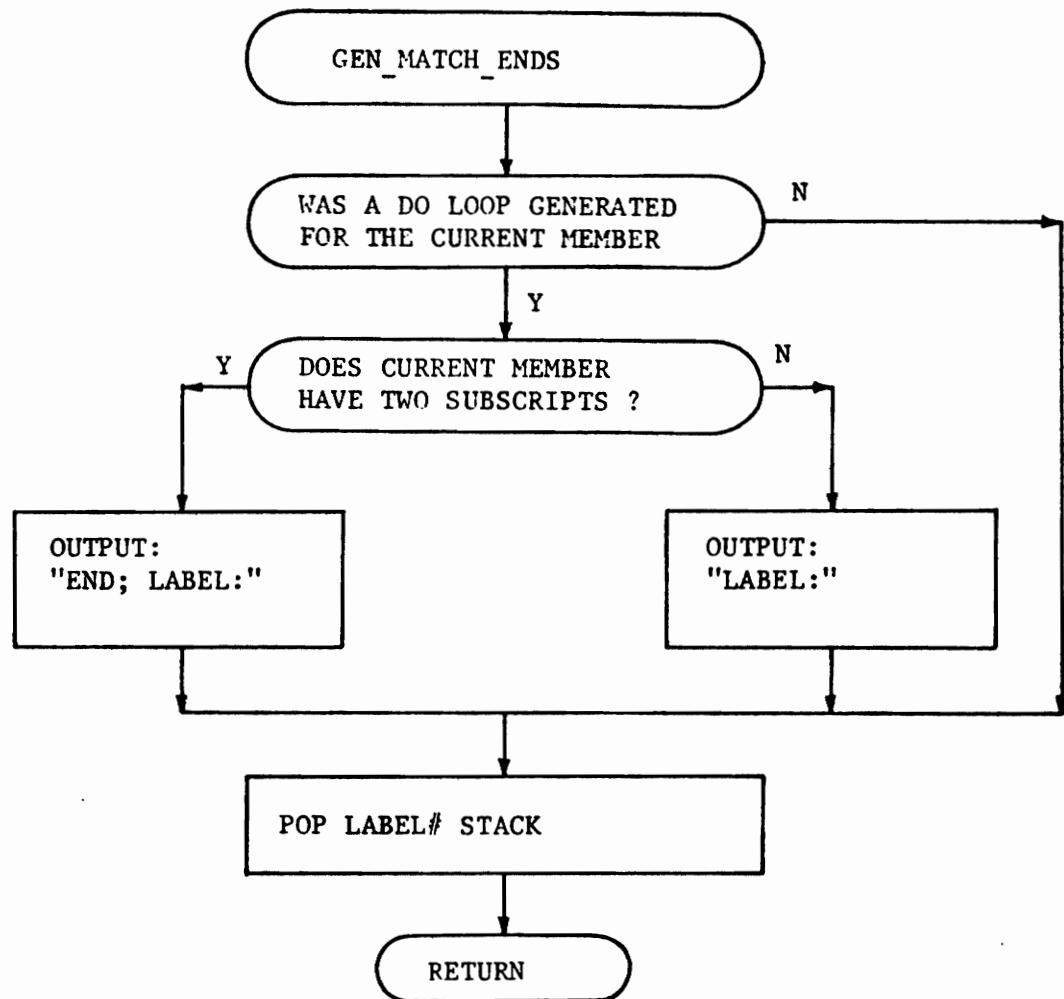 GEN_MATCH_ENDS
WAS A DO LOOP GENERATED
FOR THE CURRENT MEMBER
N
Y
DOES CURRENT MEMBER
HAVE TWO SUBSCRIPTS ?
Y
N
OUTPUT:
"END; LABEL:"
OUTPUT:
"LABEL:"
POP LABEL# STACK
RETURN